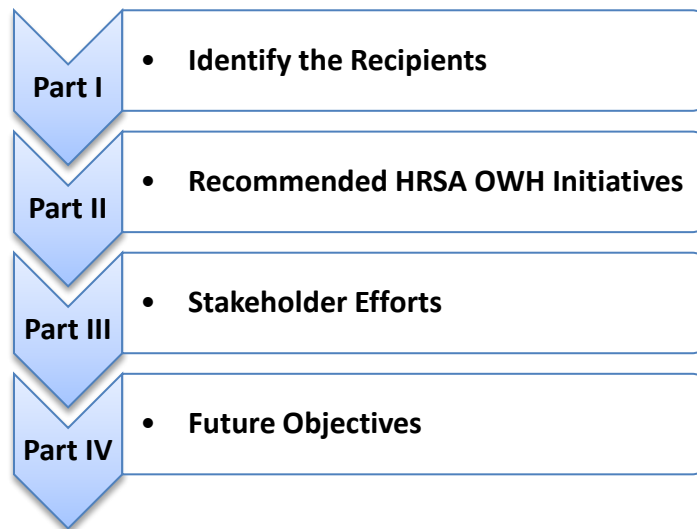 Part I
• Identify the Recipients
Part II
• Recommended HRSA OWH Initiatives
Part III
• Stakeholder Efforts
Part IV
• Future Objectives